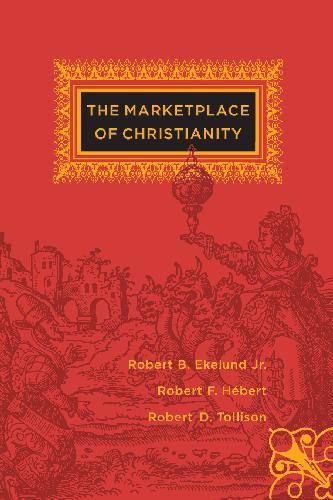 THE MARKETPLACE
OF CHRISTIANITY
Robert B. Ekelund Jr.
Robert F. Hébert
Robert D. Tollison